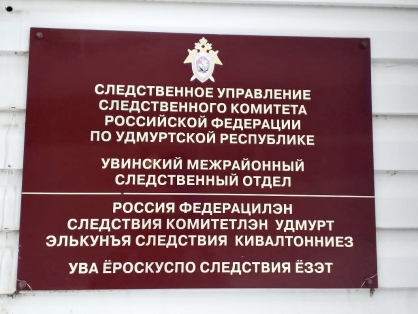 СЛЕДСТВЕННОЕ УПРАВЛЕНИЕ
СЛЕДСТВЕННОГО КОМИТЕТА
РОССИЙСКОЙ ФЕДЕРАЦИИ
ПО УДМУРТСКОЙ РЕСПУБЛИКЕ
УВИНСКИЙ МЕЖРАЙОННЫЙ
СЛЕДСТВЕННЫЙ ОТДЕЛ
РОССИЯ ФЕДЕРАЦИЛЭН
СЛЕДСТВИЯ КОМИТЕТЛЭН УДМУРТ
ЭЛЬКУНЪЯ СЛЕДСТВИЯ КИВАЛТОННИЕЗ
УВА ЁРОСКУСПО СЛЕДСТВИЯ ЁЗЭТ